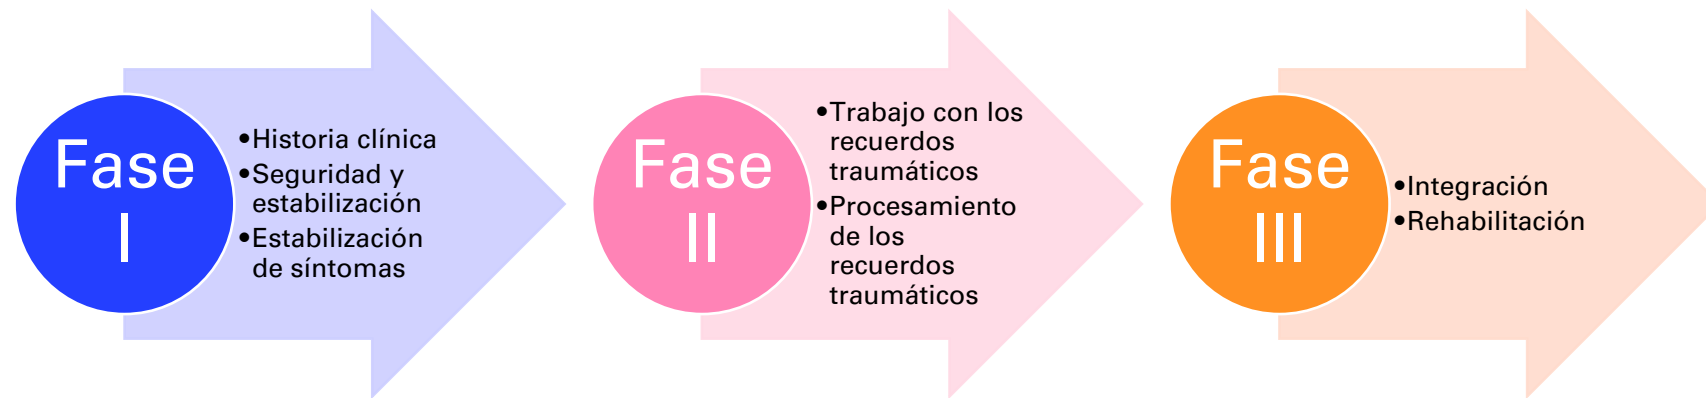 Fase
I
•Historia clínica
•Seguridad y
estabilización
•Estabilización
de síntomas
Fase
II
•Trabajo con los
recuerdos
traumáticos
•Procesamiento
de los
recuerdos
traumáticos
Fase
III
•Integración
•Rehabilitación